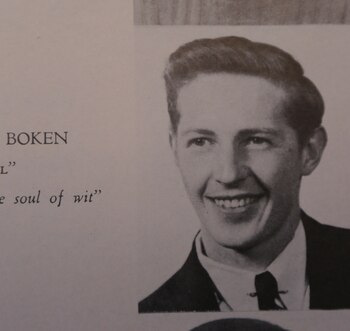 BOKEN
L”
e soul of wit”